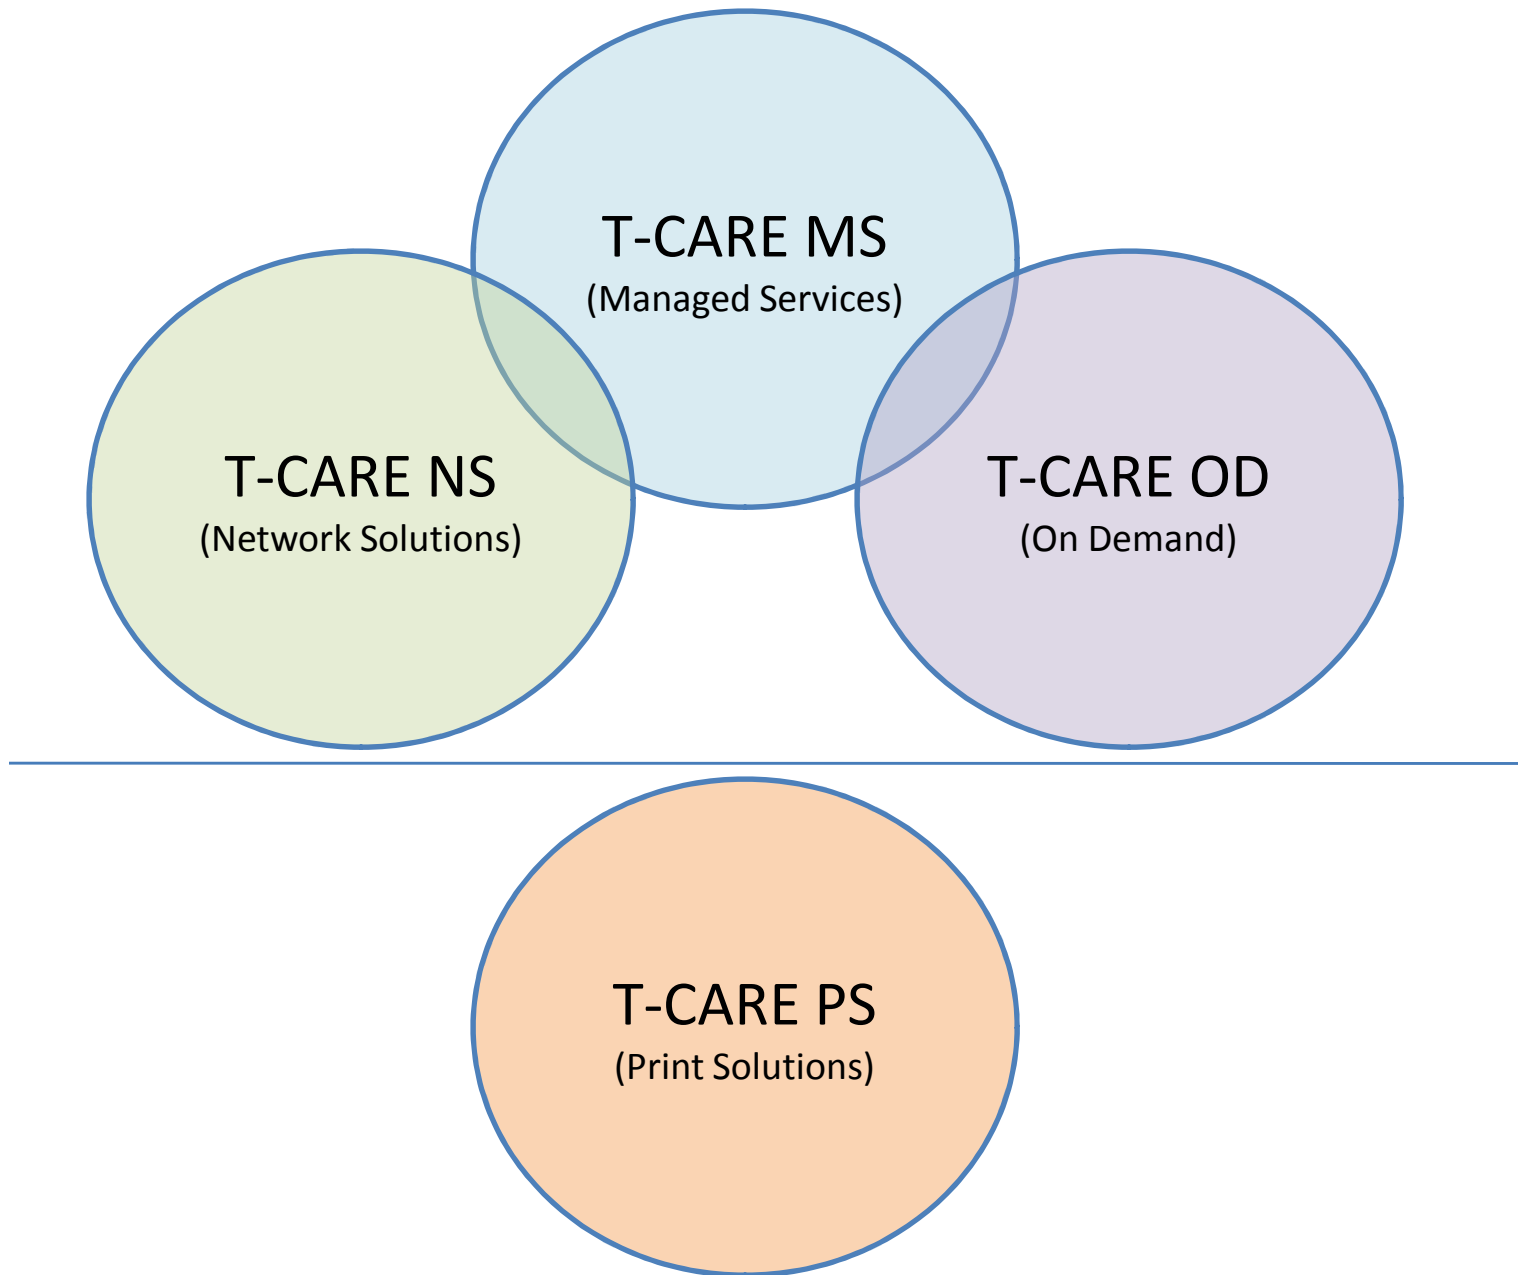 T-CARE MS
(Managed Services)
T-CARE NS
(Network Solutions)
T-CARE OD
(On Demand)
T-CARE PS
(Print Solutions)